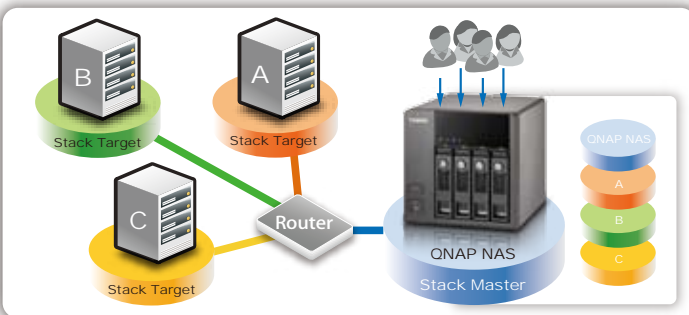 B
Stack Target
A
Stack Target
C
Stack Target
Router
QNAP NAS
Stack Master
QNAP NAS
A
B
C